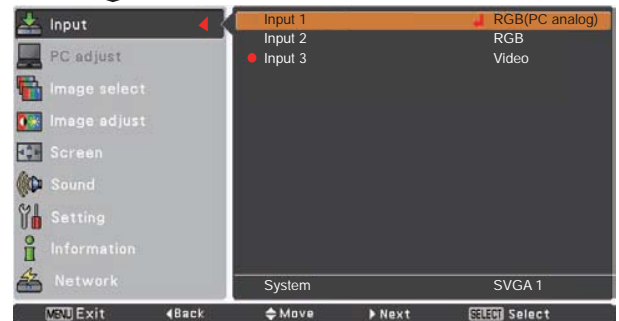 Input
PC adjust
Image select
Image adjust
Screen
Sound
Setting
Information
Network
Input 1 RGB(PC analog)
Input 2 RGB
Input 3 Video
System SVGA 1
MENU Exit Back Move Next SELECT Select